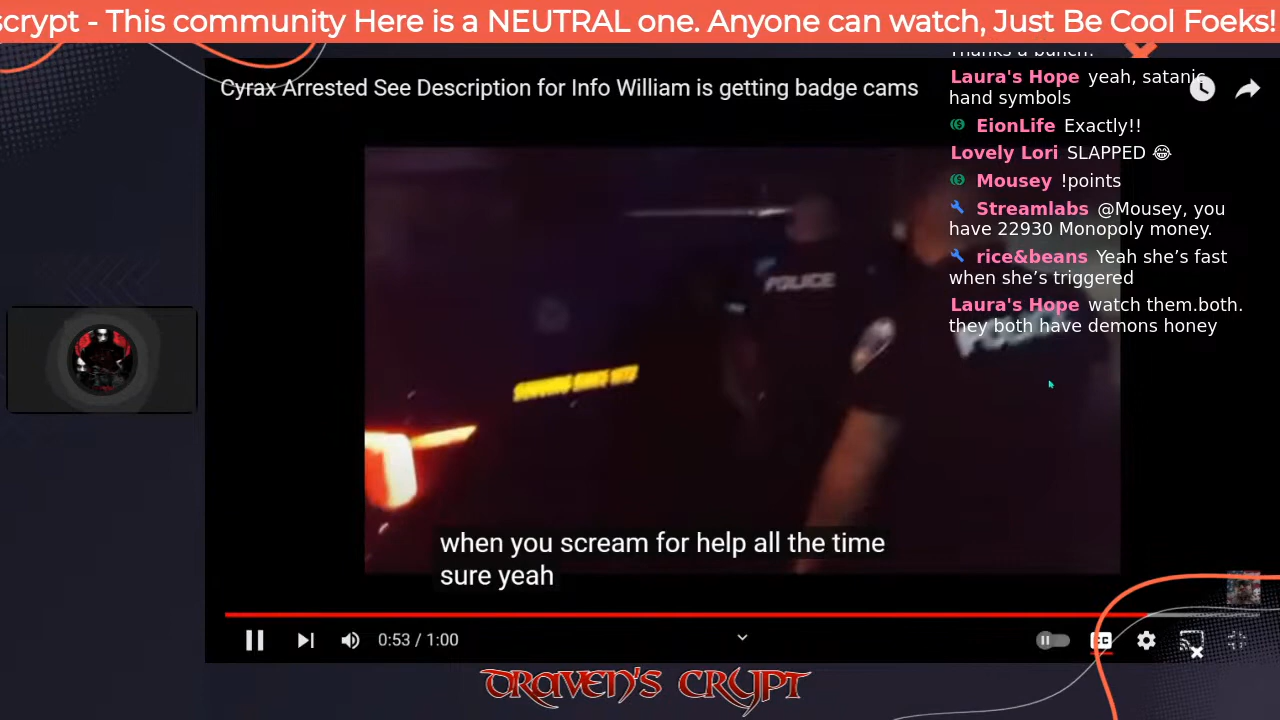 scrypt - This community Here is a NEUTRAL one. Anyone can watch, Just Be Cool Foeks!
Cyrax Arrested See Description for Info William is getting badge cams
Thanks a bunch!
Laura's Hope yeah, satanic
hand symbols
EionLife Exactly!!
Lovely Lori SLAPPED 😂
Mousey !points
Streamlabs @Mousey, you
have 22930 Monopoly money.
rice&beans Yeah she’s fast
when she’s triggered
Laura's Hope watch them.both.
they both have demons honey
POLICE
POLICE
when you scream for help all the time
sure yeah
0:53 / 1:00
CC
DRAVEN'S CRYPT